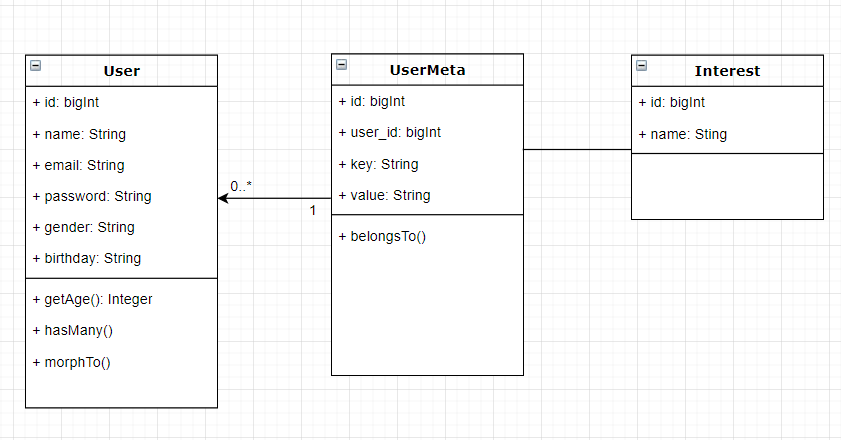 User
+ id: bigInt
+ name: String
+ email: String
+ password: String
+ gender: String
+ birthday: String
+ getAge(): Integer
+ hasMany()
+ morphTo()
0..*
1
UserMeta
+ id: bigInt
+ user_id: bigInt
+ key: String
+ value: String
+ belongsTo()
Interest
+ id: bigInt
+ name: Sting